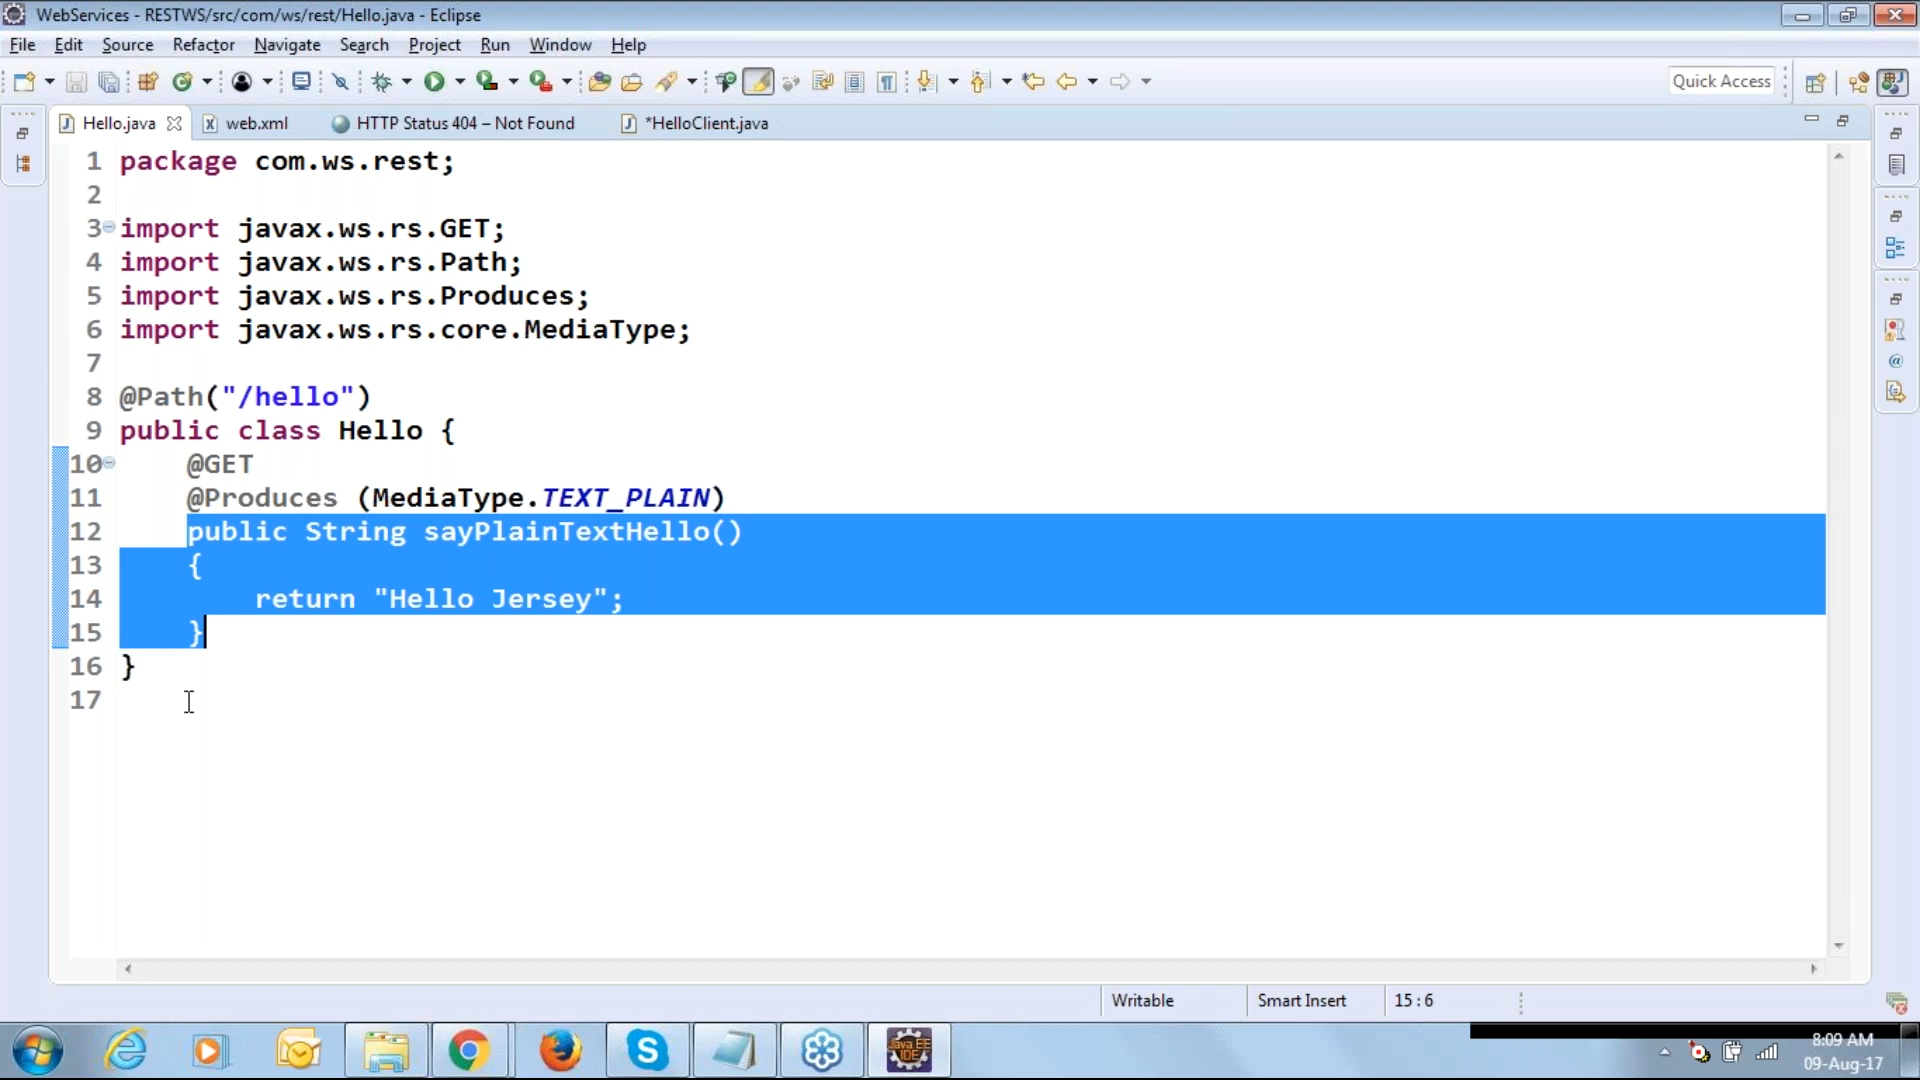 WebServices - RESTWS/src/com/ws/rest/Hello.java - Eclipse
File Edit Source Refactor Navigate Search Project Run Window Help
Quick Access
Hello.java web.xml HTTP Status 404 – Not Found *HelloClient.java
1 package com.ws.rest;
2
3 import javax.ws.rs.GET;
4 import javax.ws.rs.Path;
5 import javax.ws.rs.Produces;
6 import javax.ws.rs.core.MediaType;
7
8 @Path("/hello")
9 public class Hello {
10 @GET
11 @Produces (MediaType.TEXT_PLAIN)
12 public String sayPlainTextHello()
13 {
14 return "Hello Jersey";
15 }
16 }
17
Writable Smart Insert 15 : 6
Java EE
IDE
8:09 AM
09-Aug-17